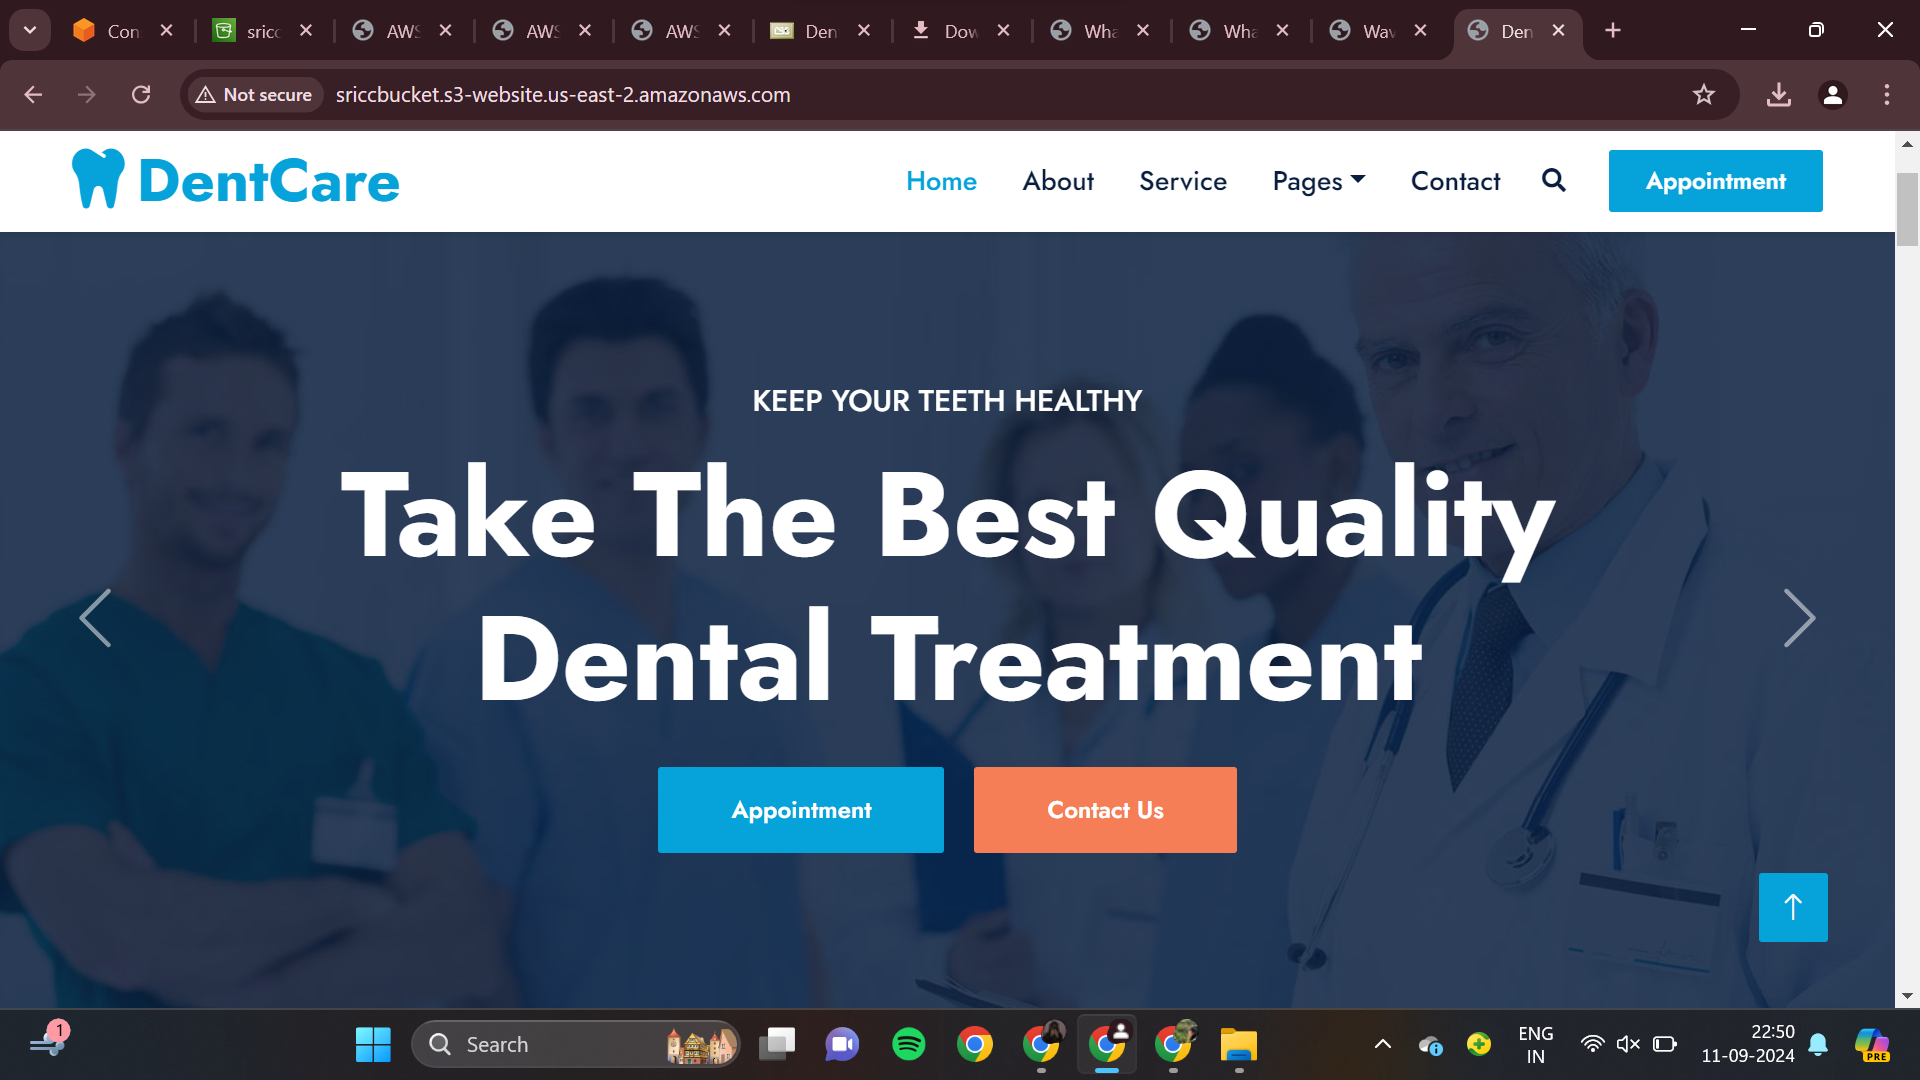 Con
sricc
AWS
AWS
AWS
Den
Dow
Wha
Wha
Wav
Den
Not secure
sriccbucket.s3-website.us-east-2.amazonaws.com
DentCare
Home
About
Service
Pages
Contact
Appointment
KEEP YOUR TEETH HEALTHY
Take The Best Quality
Dental Treatment
Appointment
Contact Us
1
Search
ENG
IN
22:50
11-09-2024
PRE